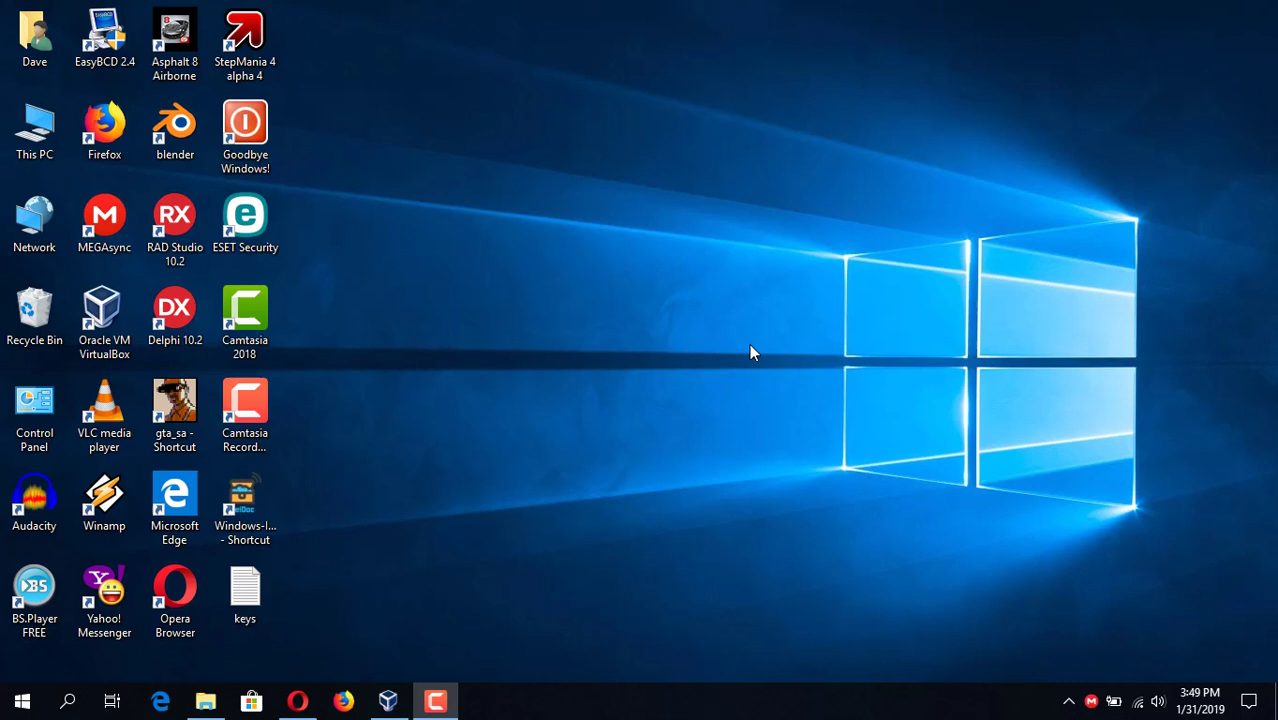 Dave
EasyBCD 2.4
Asphalt 8
Airborne
StepMania 4
alpha 4
This PC
Firefox
blender
Goodbye
Windows!
Network
MEGAsync
RAD Studio
10.2
ESET Security
Recycle Bin
Oracle VM
VirtualBox
Delphi 10.2
Camtasia
2018
Control
Panel
VLC media
player
gta_sa -
Shortcut
Camtasia
Record...
Audacity
Winamp
Microsoft
Edge
Windows-I...
- Shortcut
BS.Player
FREE
Yahoo!
Messenger
Opera
Browser
keys
RX
DX
BS
3:49 PM
1/31/2019